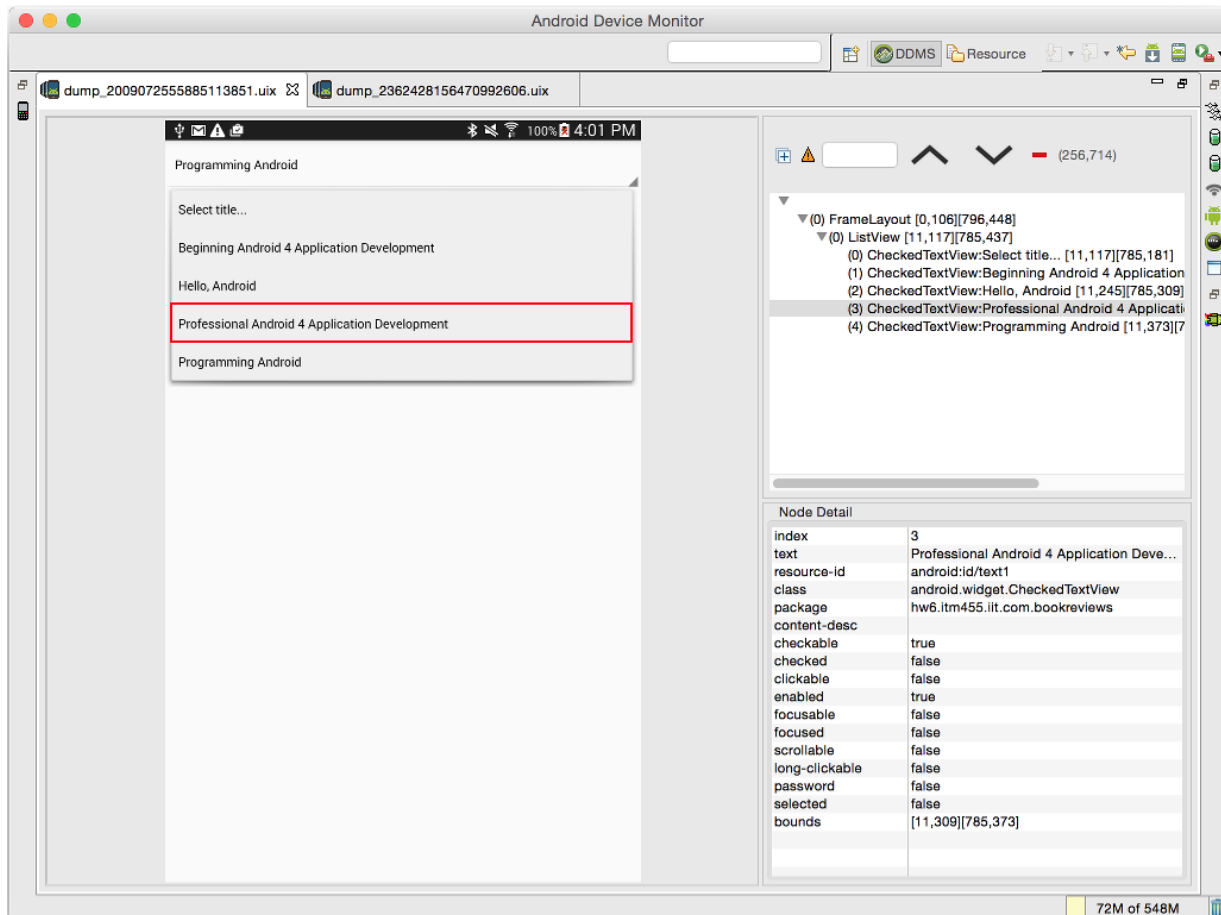 Android Device Monitor
DDMS Resource
dump_2009072555885113851.uix dump_2362428156470992606.uix
100% 4:01 PM
Programming Android
Select title...
Beginning Android 4 Application Development
Hello, Android
Professional Android 4 Application Development
Programming Android
(256,714)
(0) FrameLayout [0,106][796,448]
(0) ListView [11,117][785,437]
(0) CheckedTextView:Select title... [11,117][785,181]
(1) CheckedTextView:Beginning Android 4 Application
(2) CheckedTextView:Hello, Android [11,245][785,309]
(3) CheckedTextView:Professional Android 4 Applicati
(4) CheckedTextView:Programming Android [11,373][7
Node Detail
index 3
text Professional Android 4 Application Deve...
resource-id android:id/text1
class android.widget.CheckedTextView
package hw6.itm455.iit.com.bookreviews
content-desc
checkable true
checked false
clickable false
enabled true
focusable false
focused false
scrollable false
long-clickable false
password false
selected false
bounds [11,309][785,373]
72M of 548M